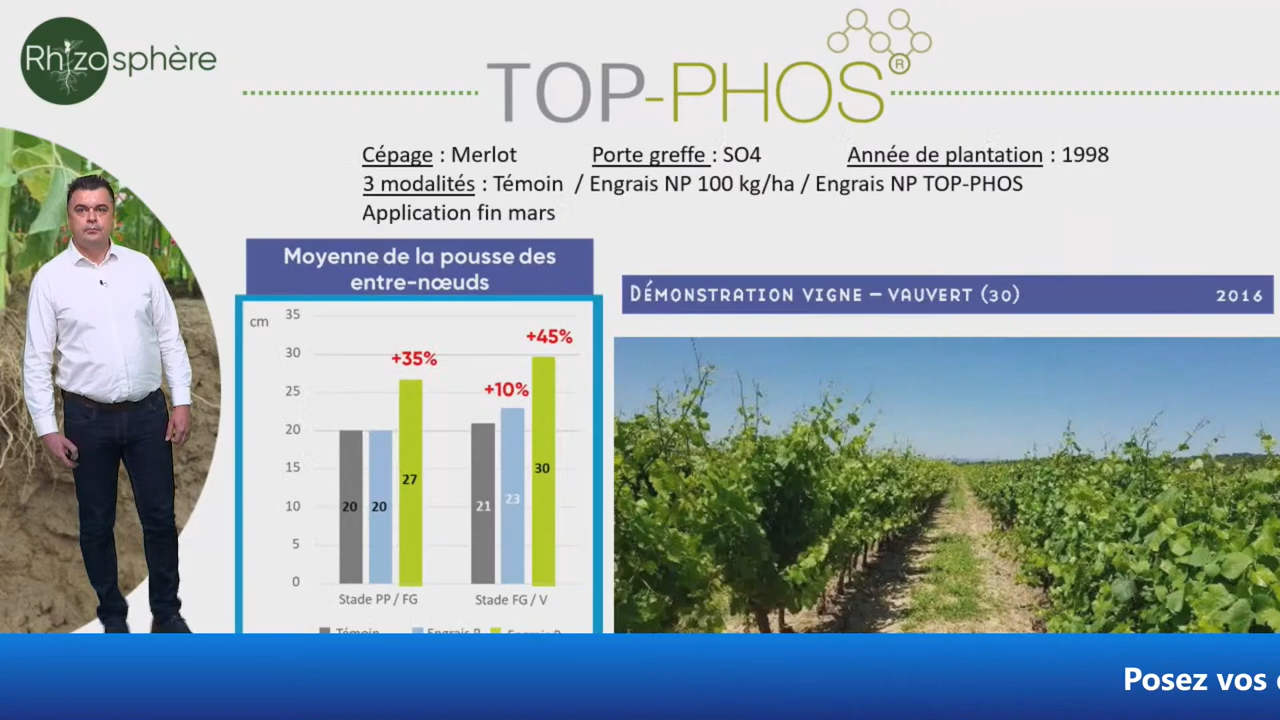 Rhizosphère
TOP-PHOS
R
Cépage : Merlot Porte greffe : SO4 Année de plantation : 1998
3 modalités : Témoin / Engrais NP 100 kg/ha / Engrais NP TOP-PHOS
Application fin mars
Moyenne de la pousse des
entre-nœuds
DÉMONSTRATION VIGNE – VAUVERT (30) 2016
cm
35
30
25
20
15
10
5
0
+35%
+10%
+45%
20
20
27
21
23
30
Stade PP / FG
Stade FG / V
Témoin Engrais P
Posez vos